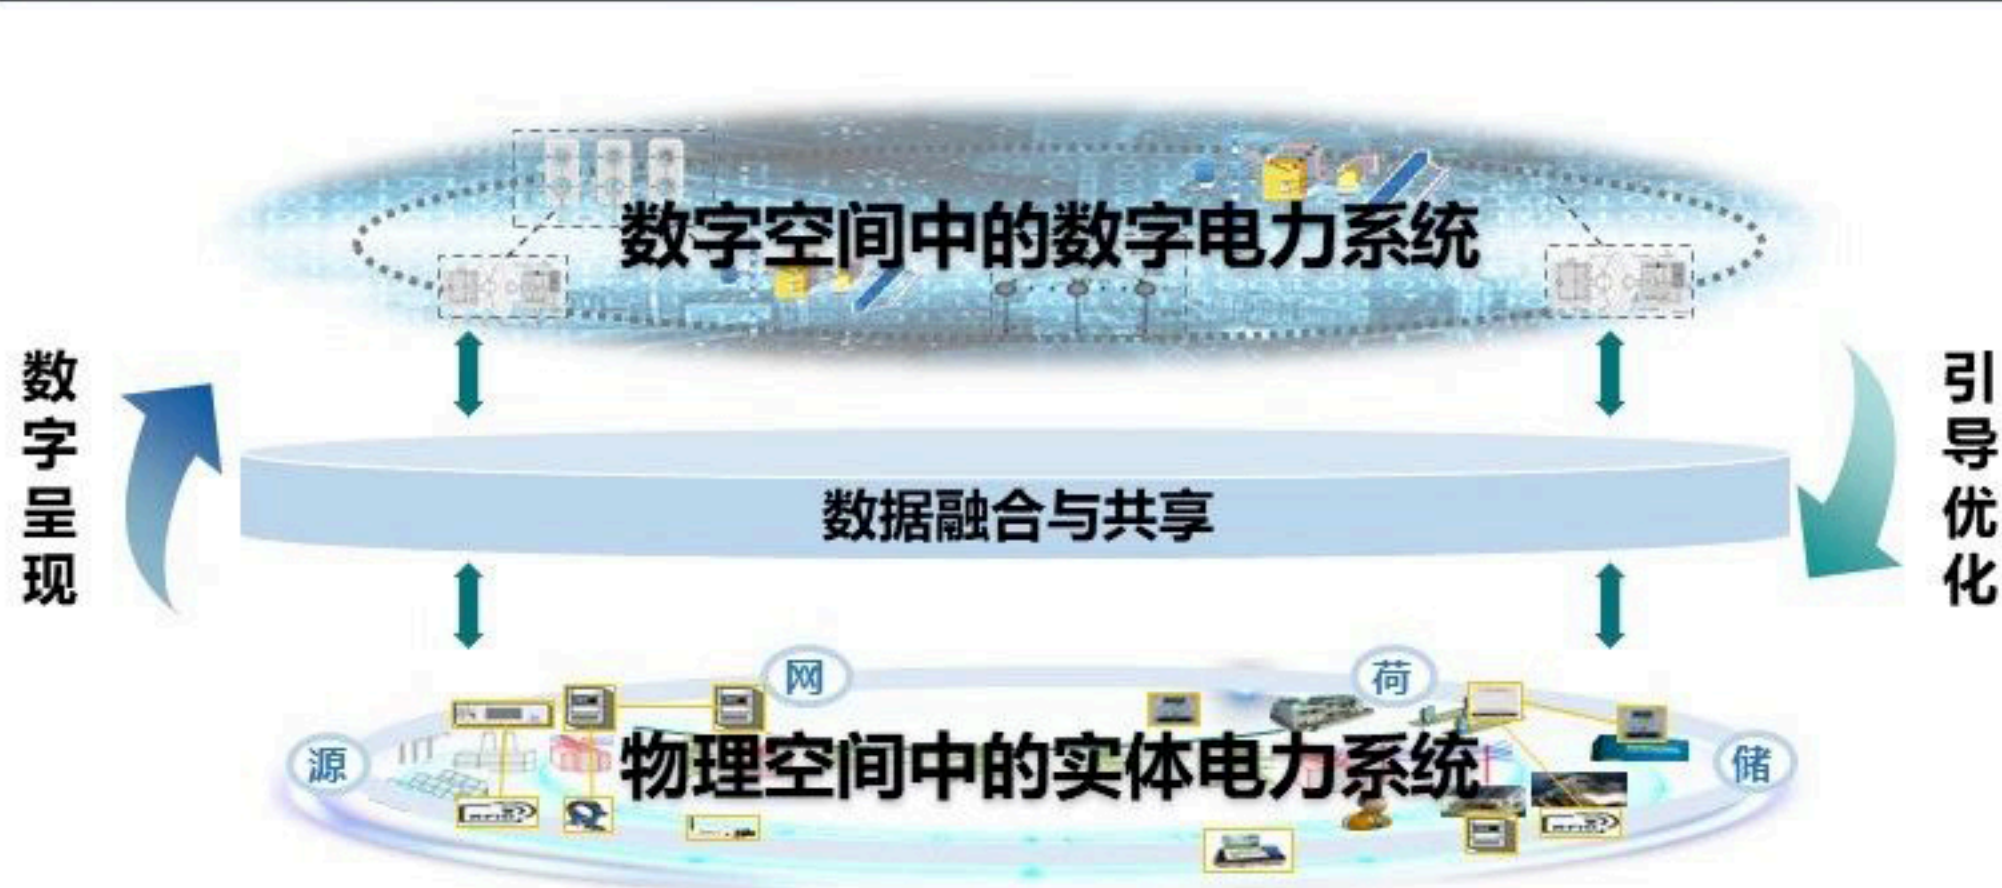 数字空间中的数字电力系统
数字呈现
引导优化
数据融合与共享
网
荷
源
物理空间中的实体电力系统
储